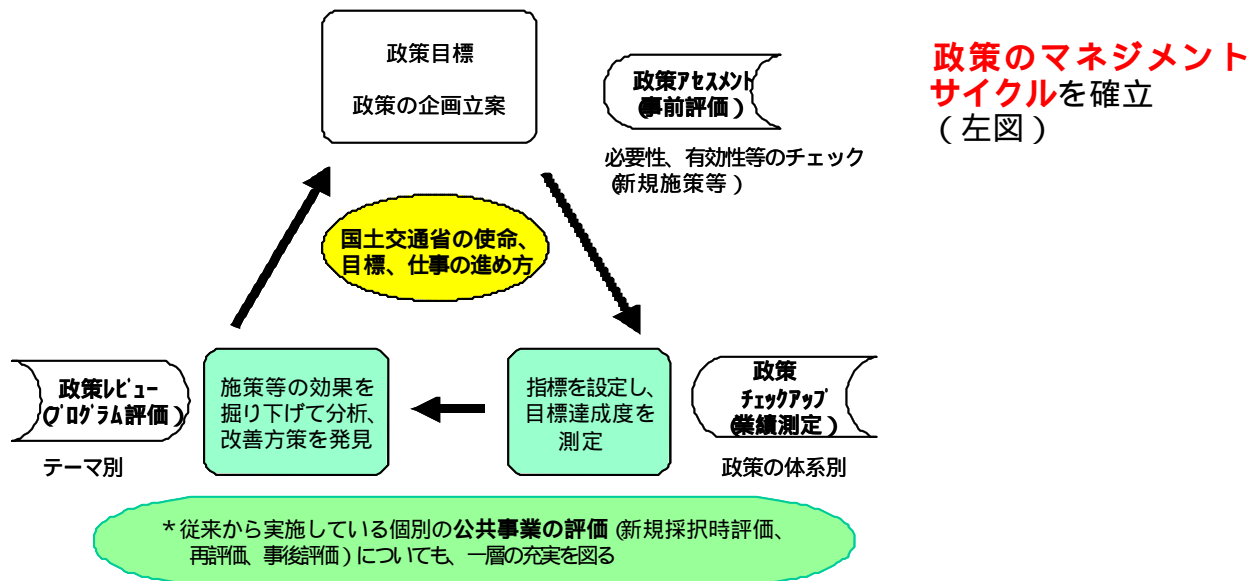 政策目標
政策の企画立案
政策アセスメント
(事前評価)
必要性、有効性等のチェック
(新規施策等)
政策のマネジメント
サイクルを確立
(左図)
国土交通省の使命、
目標、仕事の進め方
政策レビュー
(プログラム評価)
テーマ別
施策等の効果を
掘り下げて分析、
改善方策を発見
指標を設定し、
目標達成度を
測定
政策
チェックアップ
(業績測定)
政策の体系別
*従来から実施している個別の公共事業の評価(新規採択時評価、
再評価、事後評価)についても、一層の充実を図る